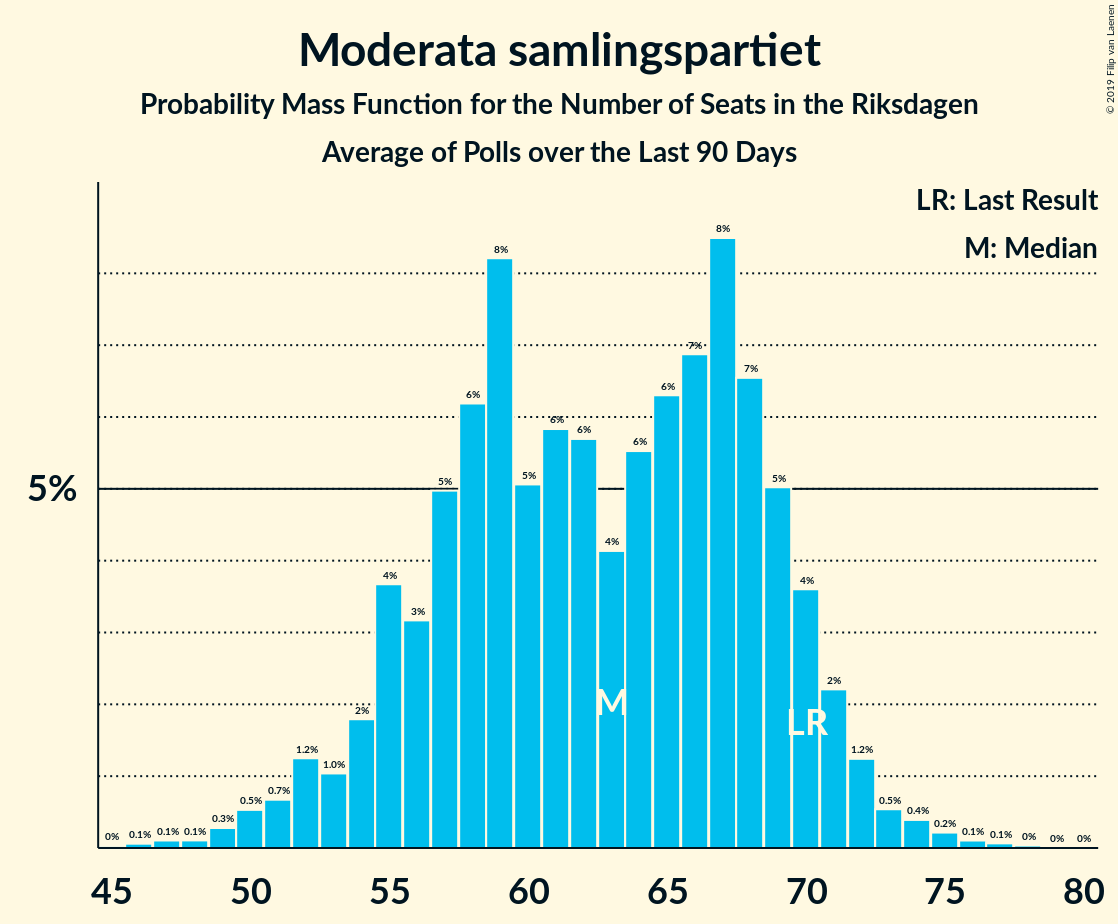 Moderata samlingspartiet
Probability Mass Function for the Number of Seats in the Riksdagen
Average of Polls over the Last 90 Days
© 2019 Filip van Laenen
LR: Last Result
M: Median
5%
0% 0.1% 0.1% 0.1% 0.3% 0.5% 0.7% 1.2% 1.0% 2% 4% 3% 5% 6% 8% 5% 6% 6% 4% 6% 6% 7% 8% 7% 5% 4% 2% 1.2% 0.5% 0.4% 0.2% 0.1% 0.1% 0% 0% 0%
M
LR
45 50 55 60 65 70 75 80